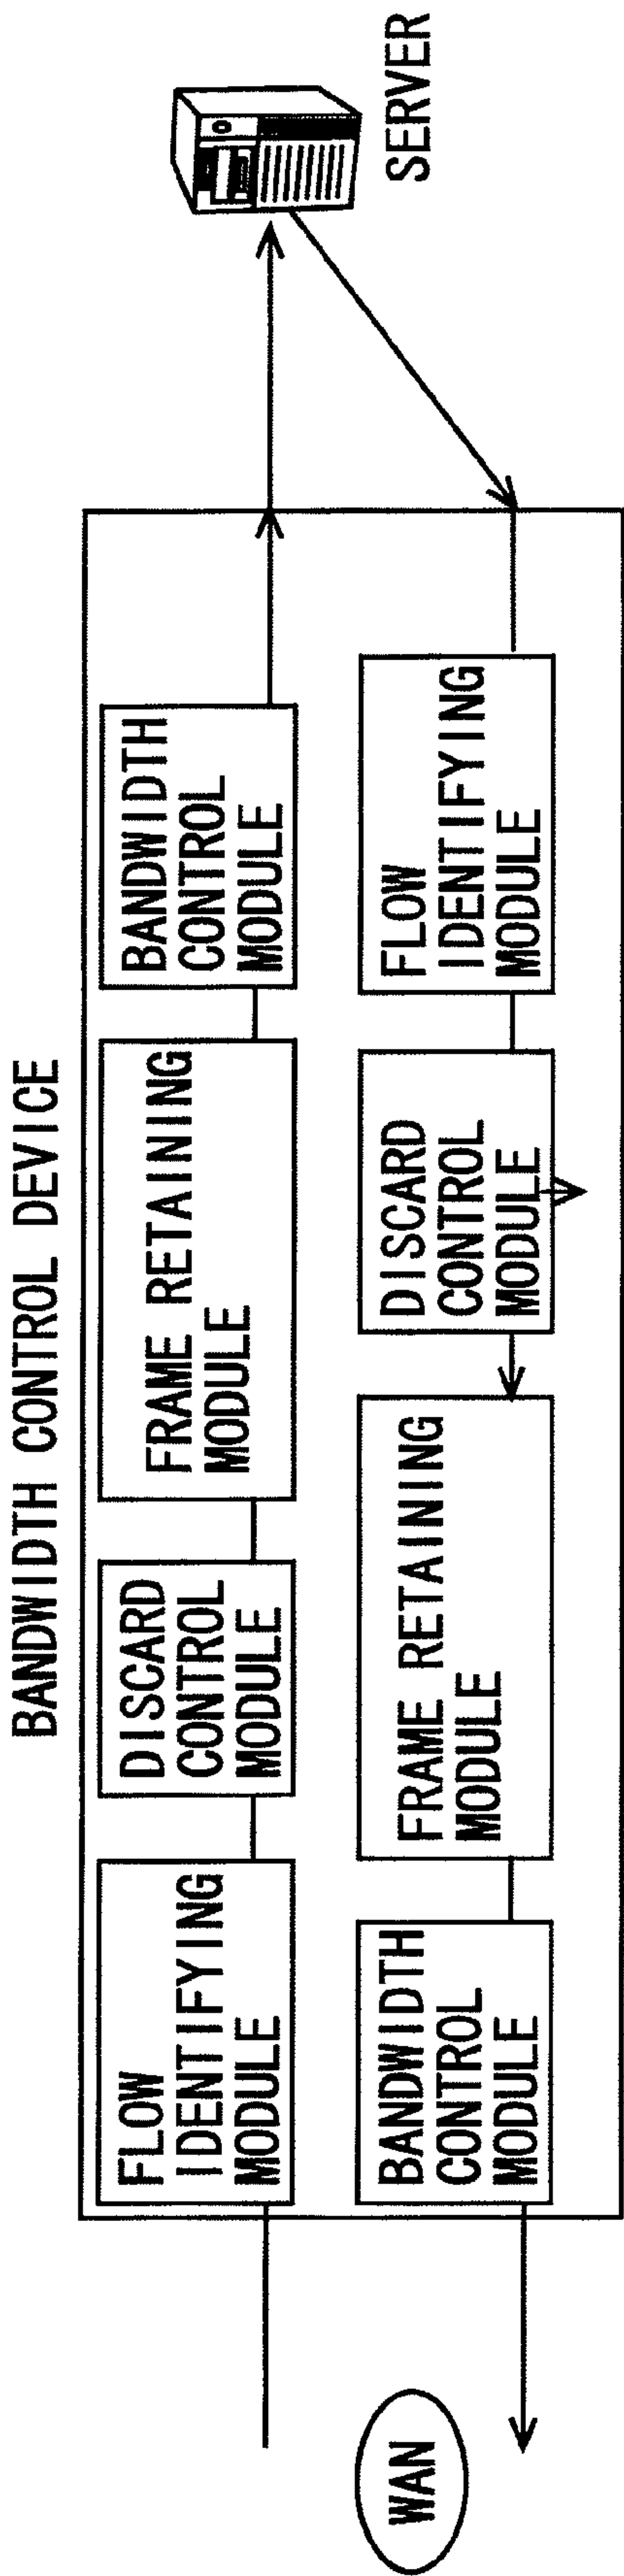 BANDWIDTH CONTROL DEVICE
FLOW
IDENTIFYING
MODULE
DISCARD
CONTROL
MODULE
FRAME RETAINING
MODULE
BANDWIDTH
CONTROL
MODULE
SERVER
WAN
BANDWIDTH
CONTROL
MODULE
FRAME RETAINING
MODULE
DISCARD
CONTROL
MODULE
FLOW
IDENTIFYING
MODULE